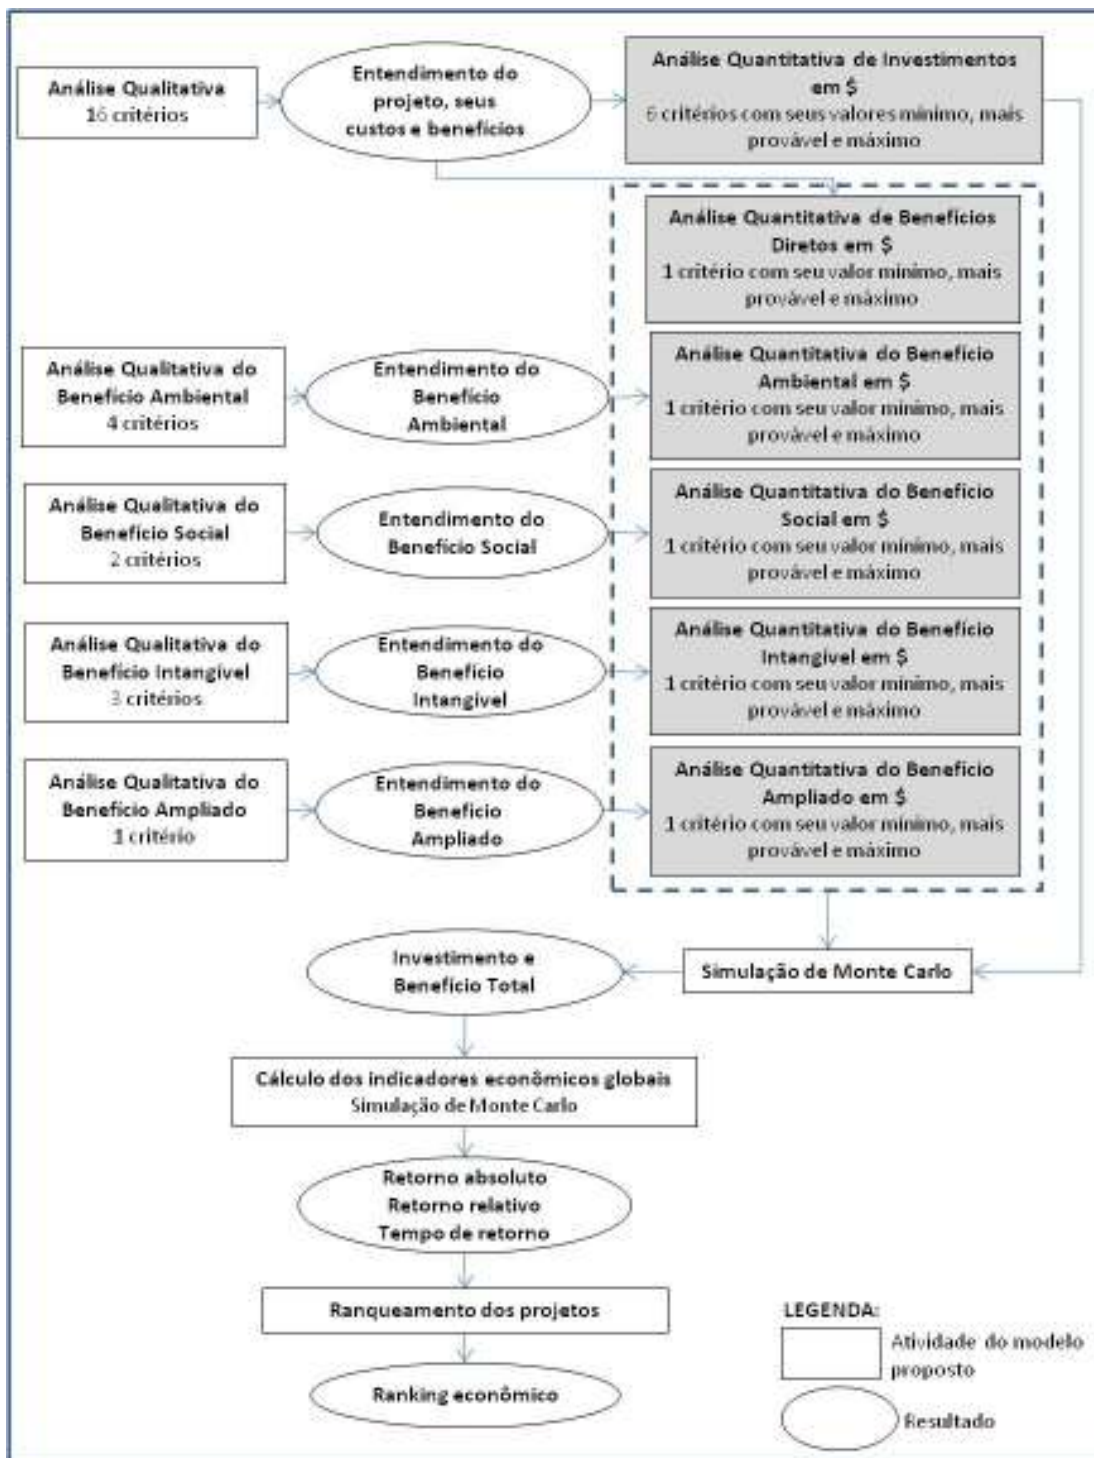 Análise Qualitativa
16 critérios
Entendimento do
projeto, seus
custos e benefícios
Análise Quantitativa de Investimentos
em $
6 critérios com seus valores mínimo, mais
provável e máximo
Análise Quantitativa de Benefícios
Diretos em $
1 critério com seu valor mínimo, mais
provável e máximo
Análise Qualitativa do
Benefício Ambiental
4 critérios
Entendimento do
Benefício
Ambiental
Análise Quantitativa do Benefício
Ambiental em $
1 critério com seu valor mínimo, mais
provável e máximo
Análise Qualitativa do
Benefício Social
2 critérios
Entendimento do
Benefício Social
Análise Quantitativa do Benefício
Social em $
1 critério com seu valor mínimo, mais
provável e máximo
Análise Qualitativa do
Benefício Intangível
3 critérios
Entendimento do
Benefício
Intangível
Análise Quantitativa do Benefício
Intangível em $
1 critério com seu valor mínimo, mais
provável e máximo
Análise Qualitativa do
Benefício Ampliado
1 critério
Entendimento do
Benefício
Ampliado
Análise Quantitativa do Benefício
Ampliado em $
1 critério com seu valor mínimo, mais
provável e máximo
Investimento e
Benefício Total
Simulação de Monte Carlo
Cálculo dos indicadores econômicos globais
Simulação de Monte Carlo
Retorno absoluto
Retorno relativo
Tempo de retorno
Ranqueamento dos projetos
Ranking econômico
LEGENDA:
Atividade do modelo
proposto
Resultado